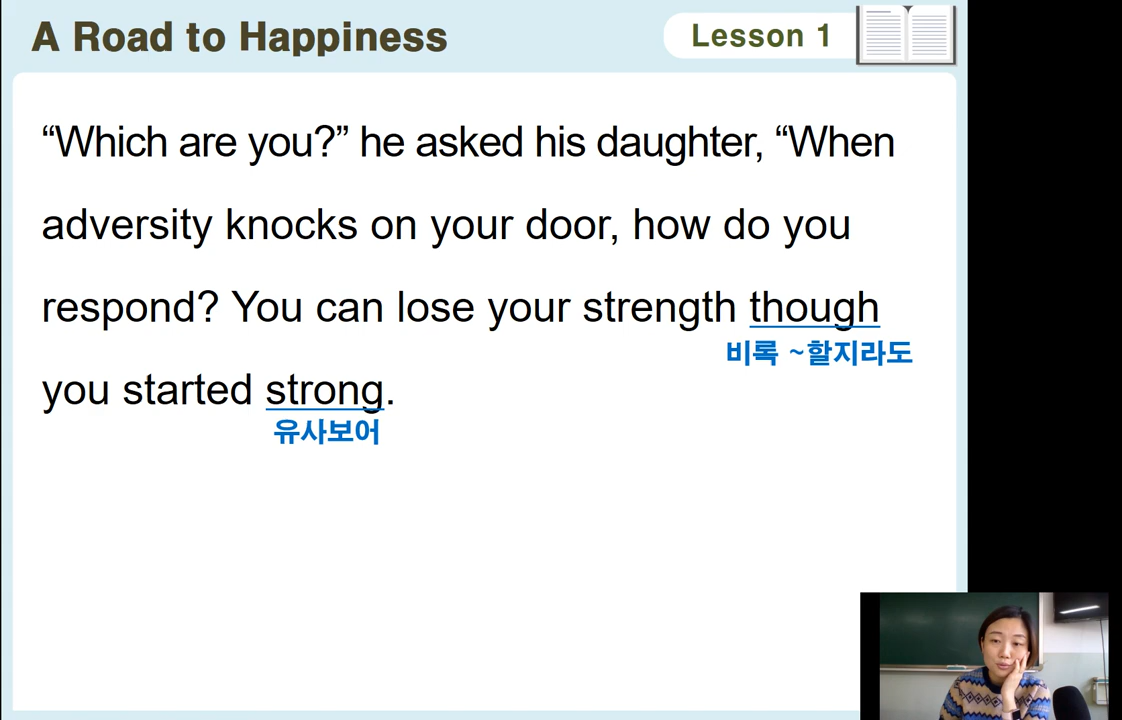 A Road to Happiness
Lesson 1
“Which are you?” he asked his daughter, “When
adversity knocks on your door, how do you
respond? You can lose your strength though
비록 ~할지라도
you started strong.
유사보어